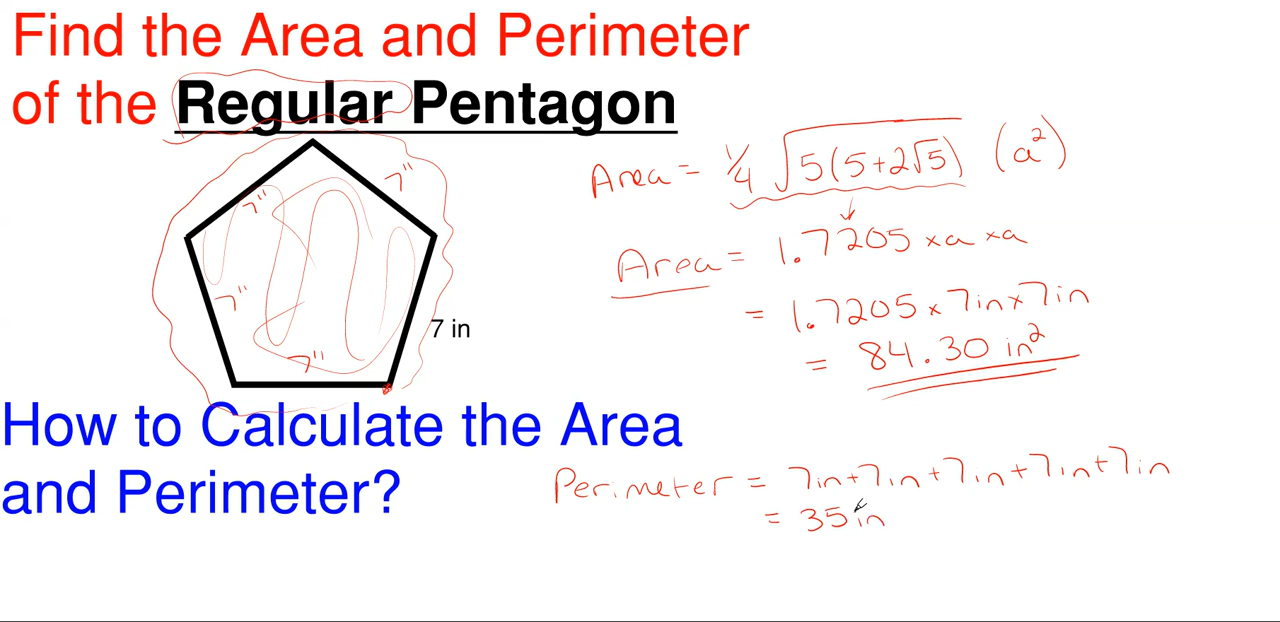 Find the Area and Perimeter
of the Regular Pentagon
7"
7"
7"
7 in
7"
Area = 1/4 √5(5+2√5) (a²)
Area = 1.7205 × a × a
= 1.7205 × 7in × 7in
= 84.30 in²
How to Calculate the Area
and Perimeter?
Perimeter = 7in+7in+7in+7in+7in
= 35in